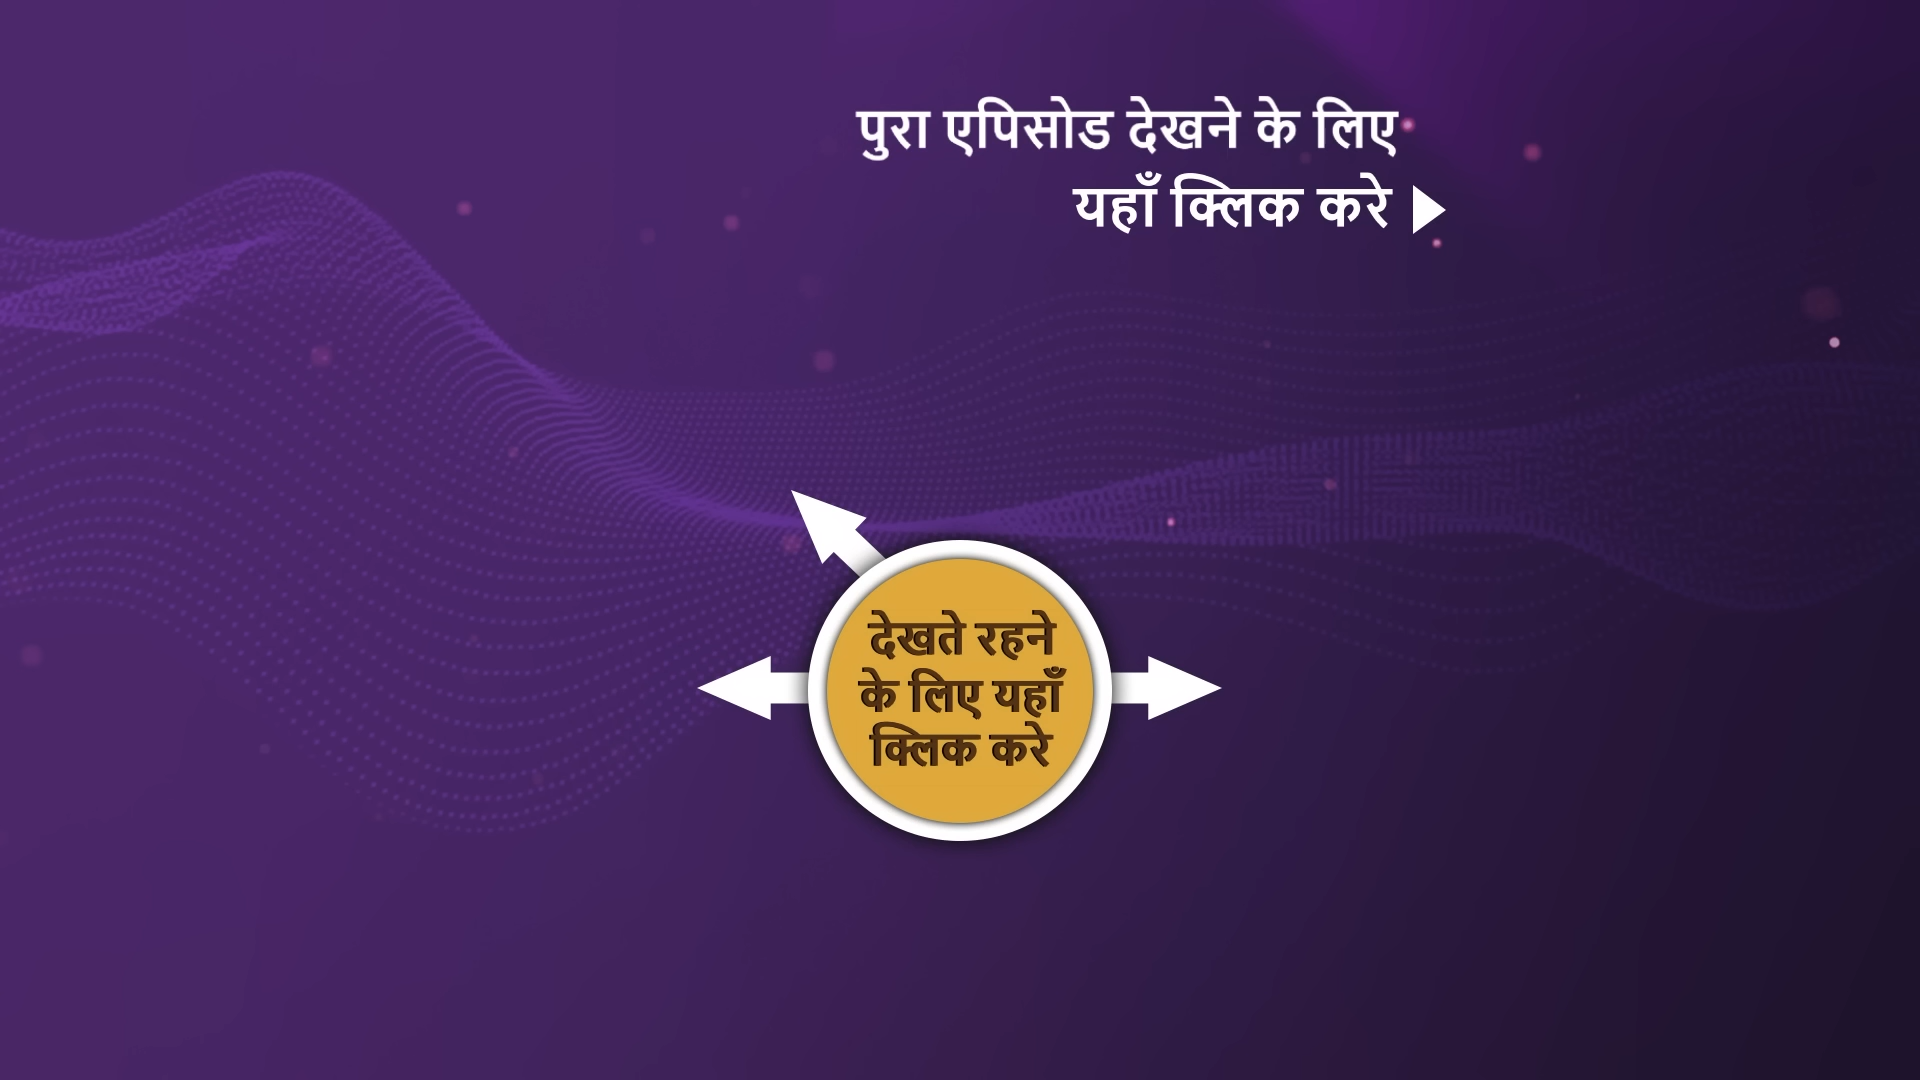 पुरा एपिसोड देखने के लिए
यहाँ क्लिक करे
देखते रहने
के लिए यहाँ
क्लिक करे